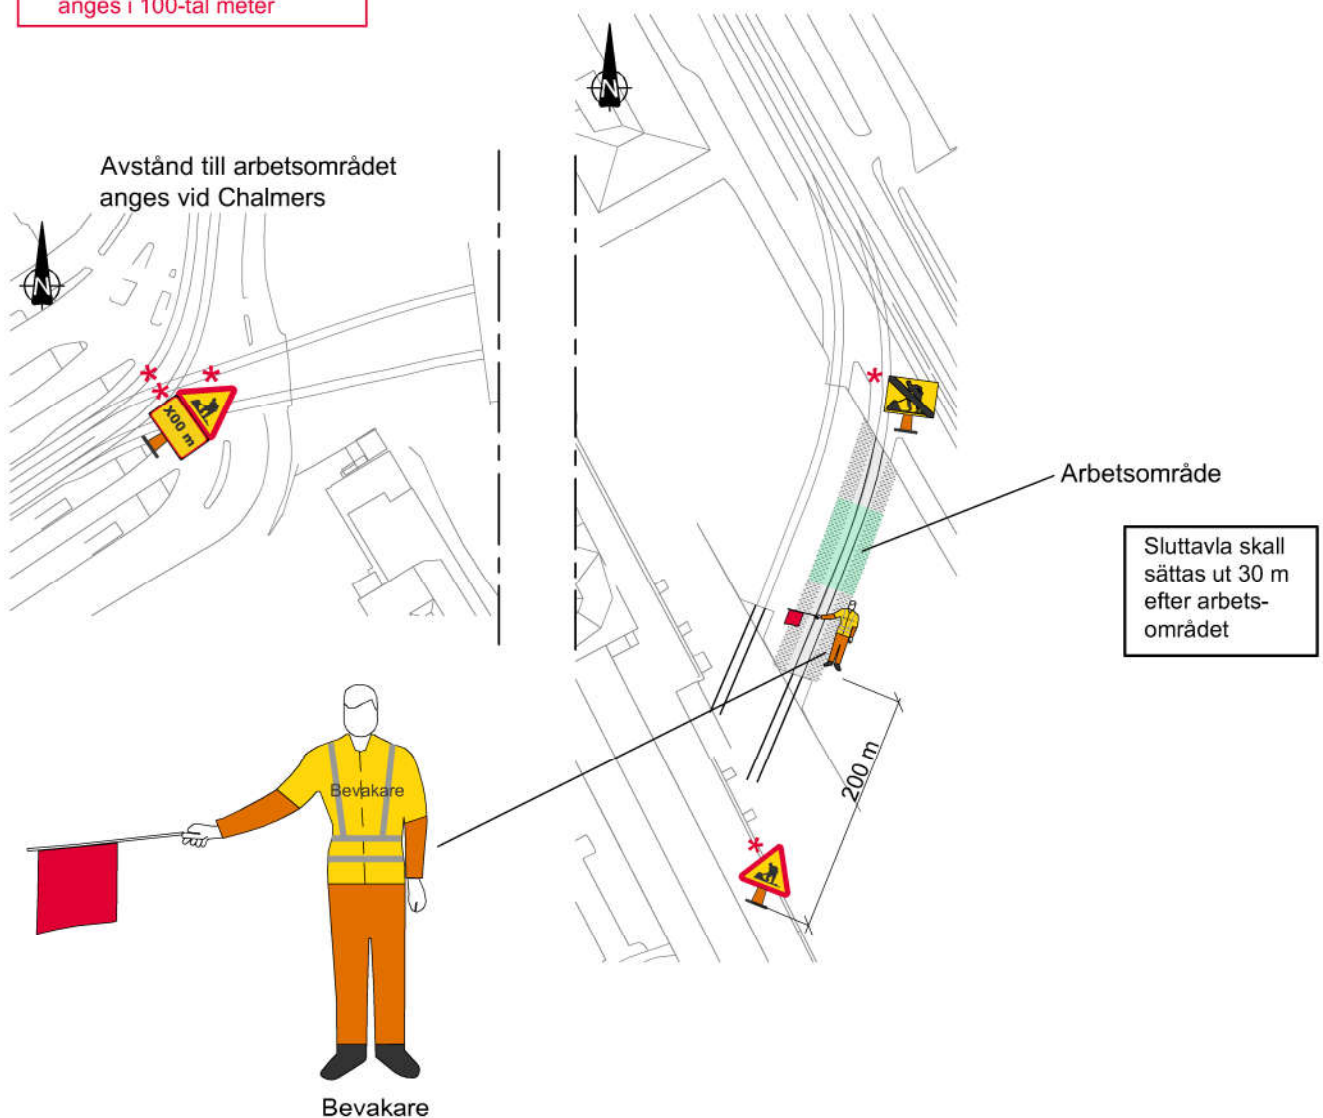 anges i 100-tal meter
N
Avstånd till arbetsområdet
anges vid Chalmers
N
X00 m
Arbetsområde
Sluttavla skall
sättas ut 30 m
efter arbets-
området
200 m
Bevakare
Bevakare